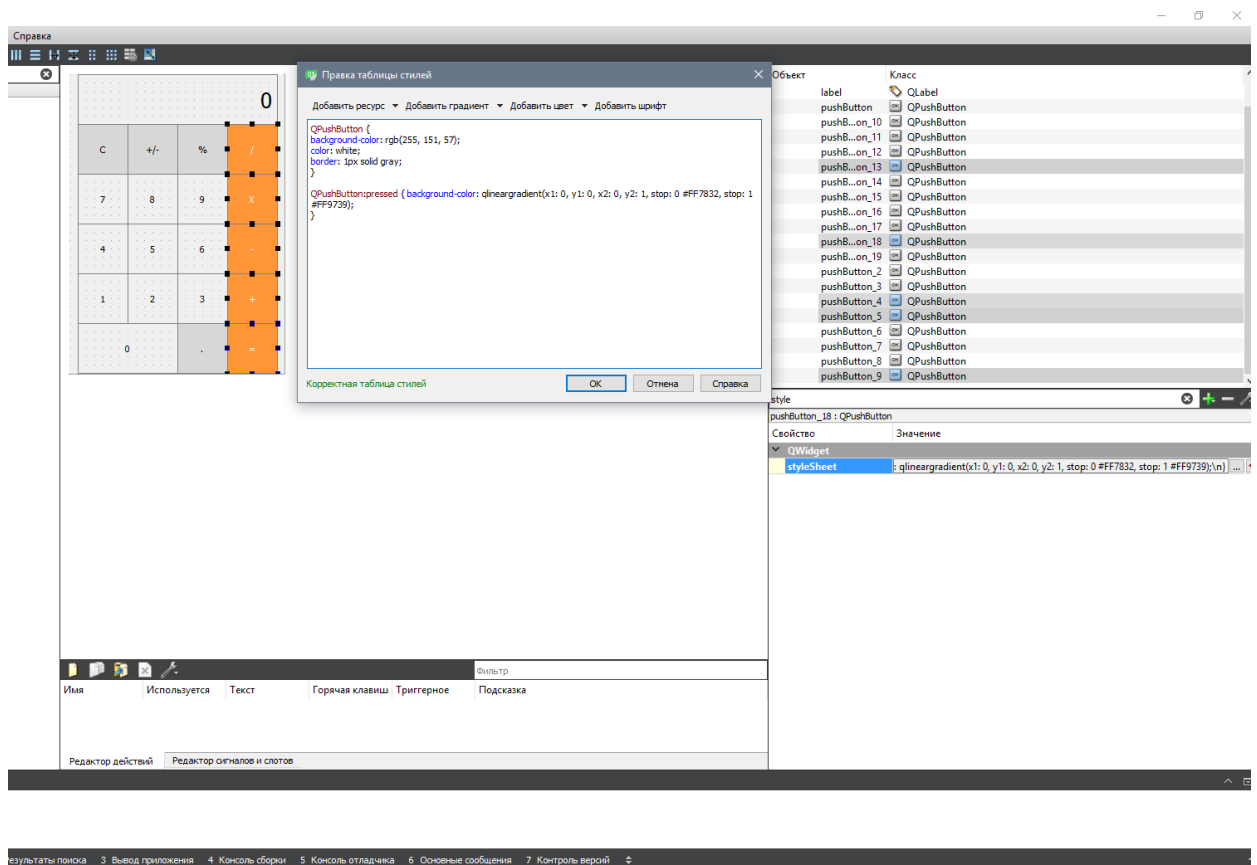 Справка
0
C +/- % /
7 8 9 X
4 5 6 -
1 2 3 +
0 . =
Правка таблицы стилей
Добавить ресурс Добавить градиент Добавить цвет Добавить шрифт
QPushButton {
background-color: rgb(255, 151, 57);
color: white;
border: 1px solid gray;
}
QPushButton:pressed { background-color: qlineargradient(x1: 0, y1: 0, x2: 0, y2: 1, stop: 0 #FF7832, stop: 1
#FF9739);
}
Корректная таблица стилей
OK Отмена Справка
Объект Класс
label QLabel
pushButton QPushButton
pushB...on_10 QPushButton
pushB...on_11 QPushButton
pushB...on_12 QPushButton
pushB...on_13 QPushButton
pushB...on_14 QPushButton
pushB...on_15 QPushButton
pushB...on_16 QPushButton
pushB...on_17 QPushButton
pushB...on_18 QPushButton
pushB...on_19 QPushButton
pushButton_2 QPushButton
pushButton_3 QPushButton
pushButton_4 QPushButton
pushButton_5 QPushButton
pushButton_6 QPushButton
pushButton_7 QPushButton
pushButton_8 QPushButton
pushButton_9 QPushButton
style
pushButton_18 : QPushButton
Свойство Значение
QWidget
styleSheet : qlineargradient(x1: 0, y1: 0, x2: 0, y2: 1, stop: 0 #FF7832, stop: 1 #FF9739);\n} ...
Фильтр
Имя Используется Текст Горячая клавиш Триггерное Подсказка
Редактор действий Редактор сигналов и слотов
езультаты поиска 3 Вывод приложения 4 Консоль сборки 5 Консоль отладчика 6 Основные сообщения 7 Контроль версий